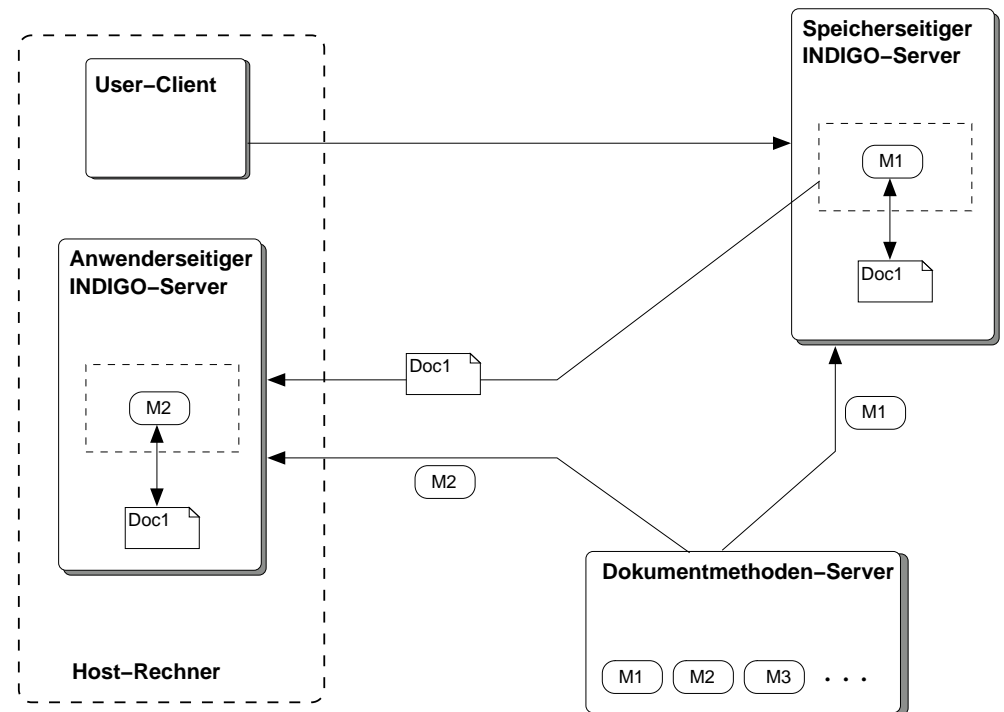 Speicherseitiger
INDIGO−Server
User−Client
M1
Doc1
Anwenderseitiger
INDIGO−Server
Doc1
M2
M1
M2
Doc1
Dokumentmethoden−Server
Host−Rechner
M1 M2 M3 . . .